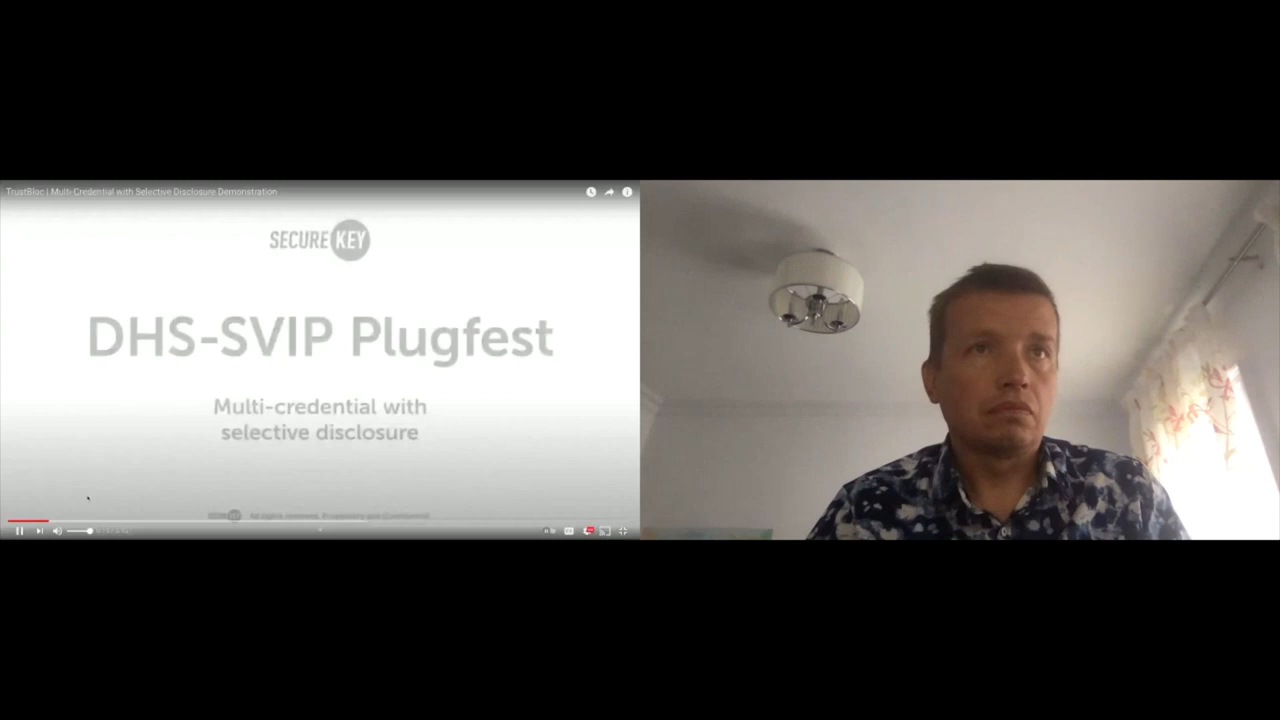 TrustBloc | Multi-Credential with Selective Disclosure Demonstration
SECURE KEY
DHS-SVIP Plugfest
Multi-credential with
selective disclosure